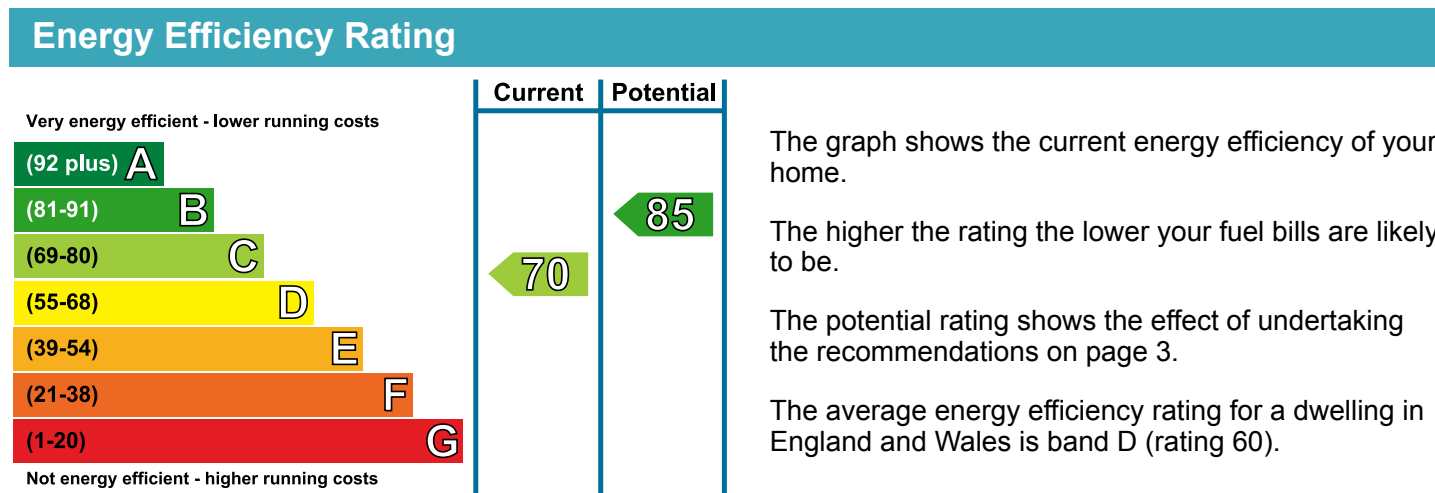 Energy Efficiency Rating
Current Potential
Very energy efficient - lower running costs
(92 plus) A
(81-91) B
85
(69-80) C
70
(55-68) D
(39-54) E
(21-38) F
(1-20) G
Not energy efficient - higher running costs
The graph shows the current energy efficiency of your
home.
The higher the rating the lower your fuel bills are likely
to be.
The potential rating shows the effect of undertaking
the recommendations on page 3.
The average energy efficiency rating for a dwelling in
England and Wales is band D (rating 60).